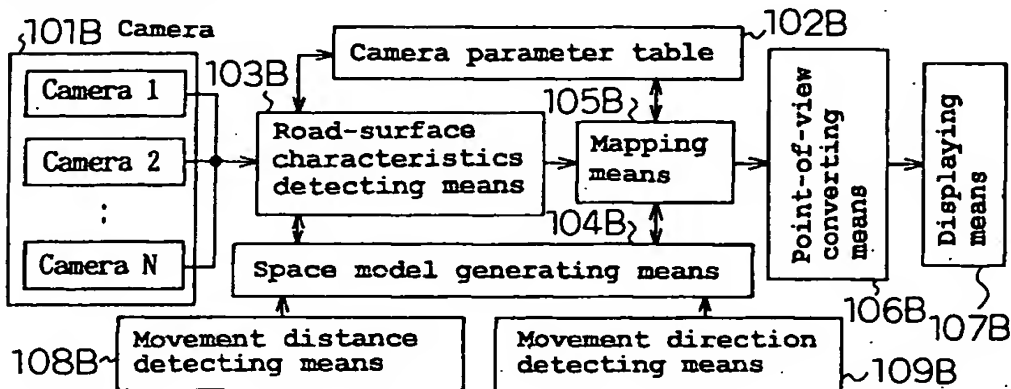 101B Camera
Camera 1
Camera 2
:
Camera N
102B
Camera parameter table
103B
Road-surface
characteristics
detecting means
105B
Mapping
means
104B
Space model generating means
Point-of-view
converting
means
106B
Displaying
means
107B
108B
Movement distance
detecting means
Movement direction
detecting means
109B